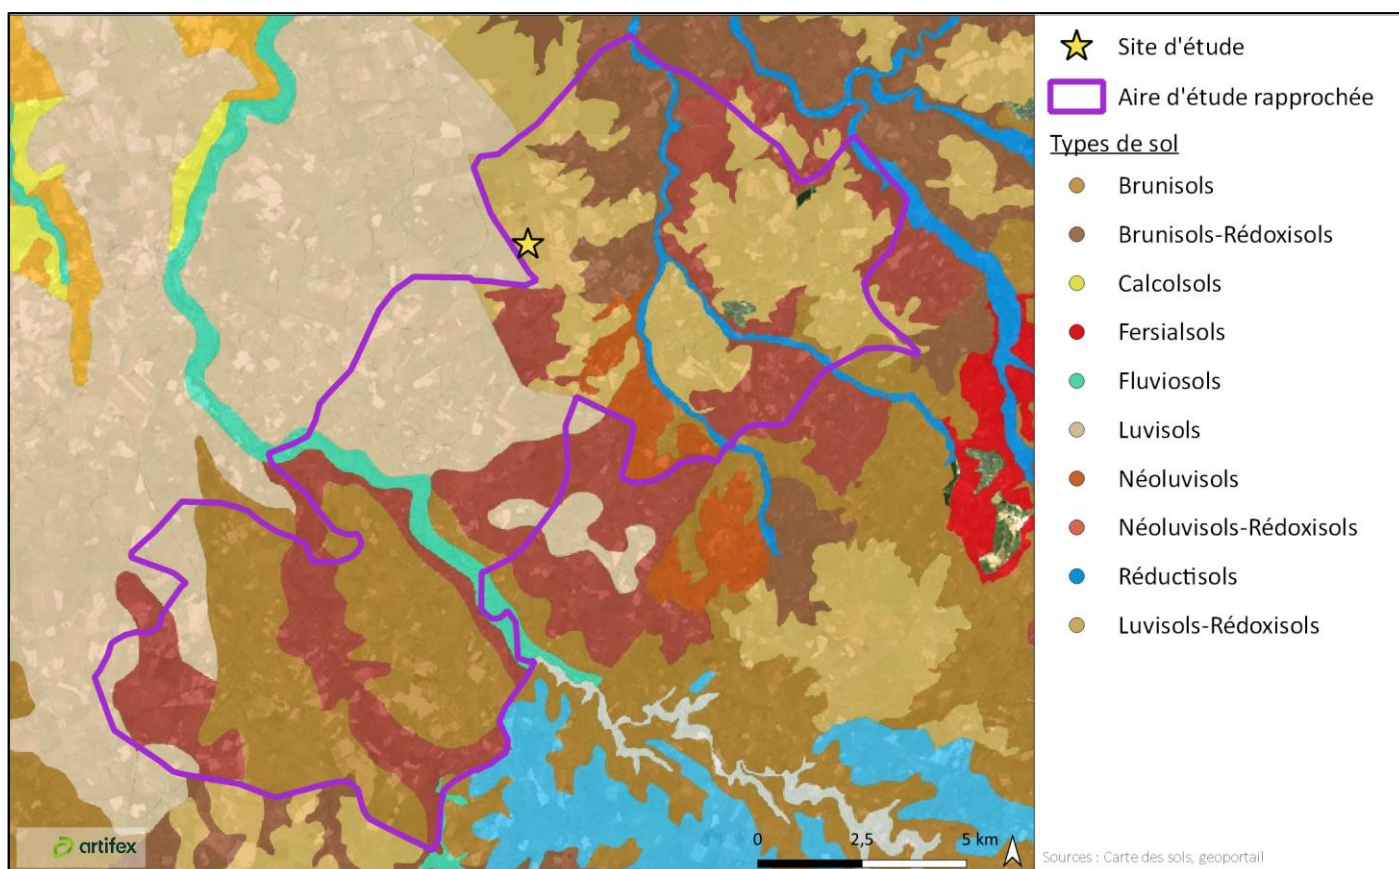 Site d'étude
Aire d'étude rapprochée
Types de sol
Brunisols
Brunisols-Rédoxisols
Calcolsols
Fersialsols
Fluviosols
Luvisols
Néoluvisols
Néoluvisols-Rédoxisols
Réductisols
Luvisols-Rédoxisols
artifex
0 2,5 5 km
Sources : Carte des sols, geoportail